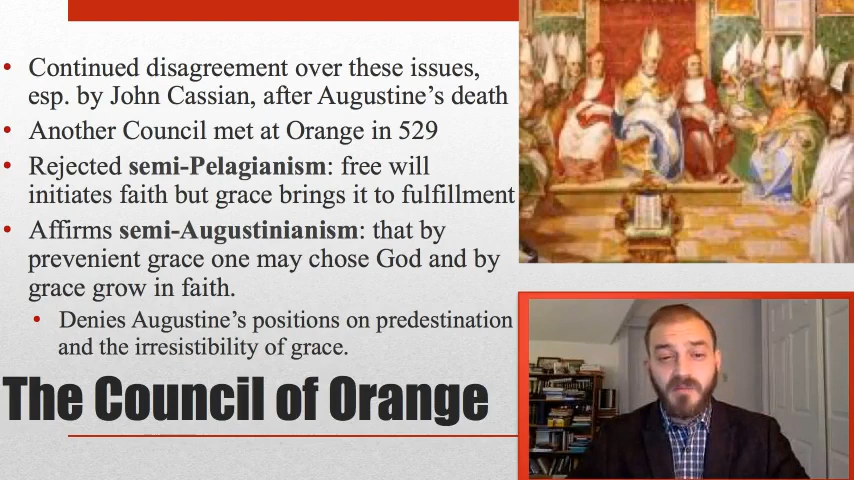 • Continued disagreement over these issues,
esp. by John Cassian, after Augustine’s death
• Another Council met at Orange in 529
• Rejected semi-Pelagianism: free will
initiates faith but grace brings it to fulfillment
• Affirms semi-Augustinianism: that by
prevenient grace one may chose God and by
grace grow in faith.
• Denies Augustine’s positions on predestination
and the irresistibility of grace.
The Council of Orange